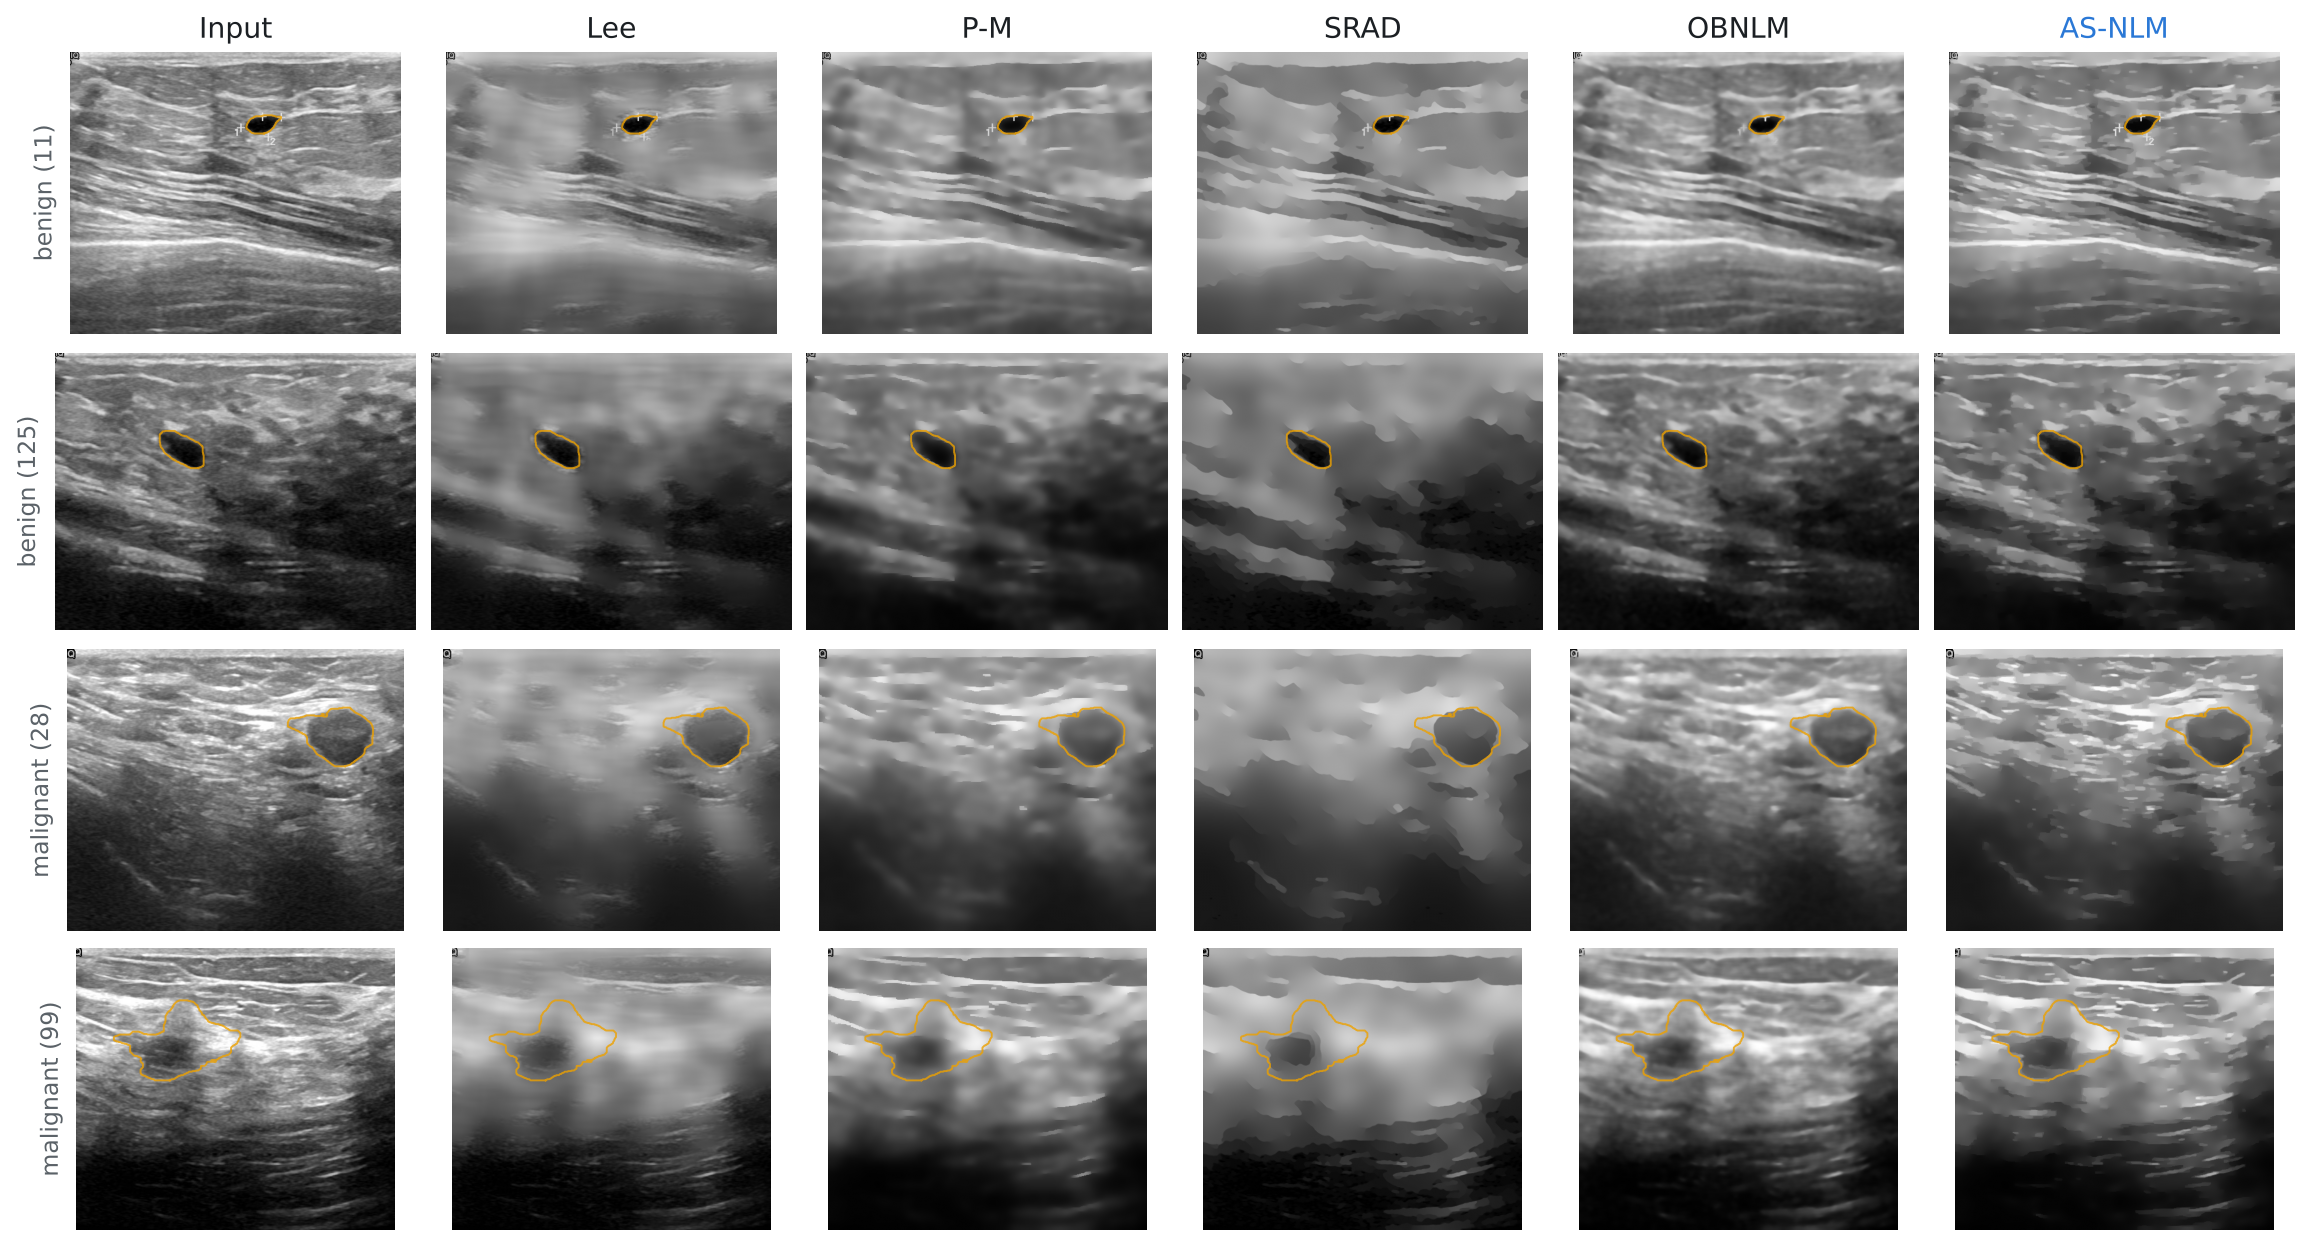 Input Lee P-M SRAD OBNLM AS-NLM
benign (11)
benign (125)
malignant (28)
malignant (99)